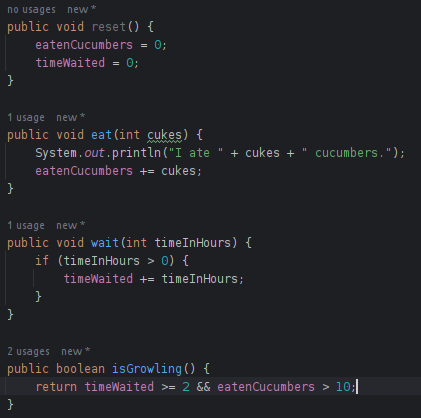 no usages   new *
public void reset() {
    eatenCucumbers = 0;
    timeWaited = 0;
}
1 usage   new *
public void eat(int cukes) {
    System.out.println("I ate " + cukes + " cucumbers.");
    eatenCucumbers += cukes;
}
1 usage   new *
public void wait(int timeInHours) {
    if (timeInHours > 0) {
        timeWaited += timeInHours;
    }
}
2 usages   new *
public boolean isGrowling() {
    return timeWaited >= 2 && eatenCucumbers > 10;
}